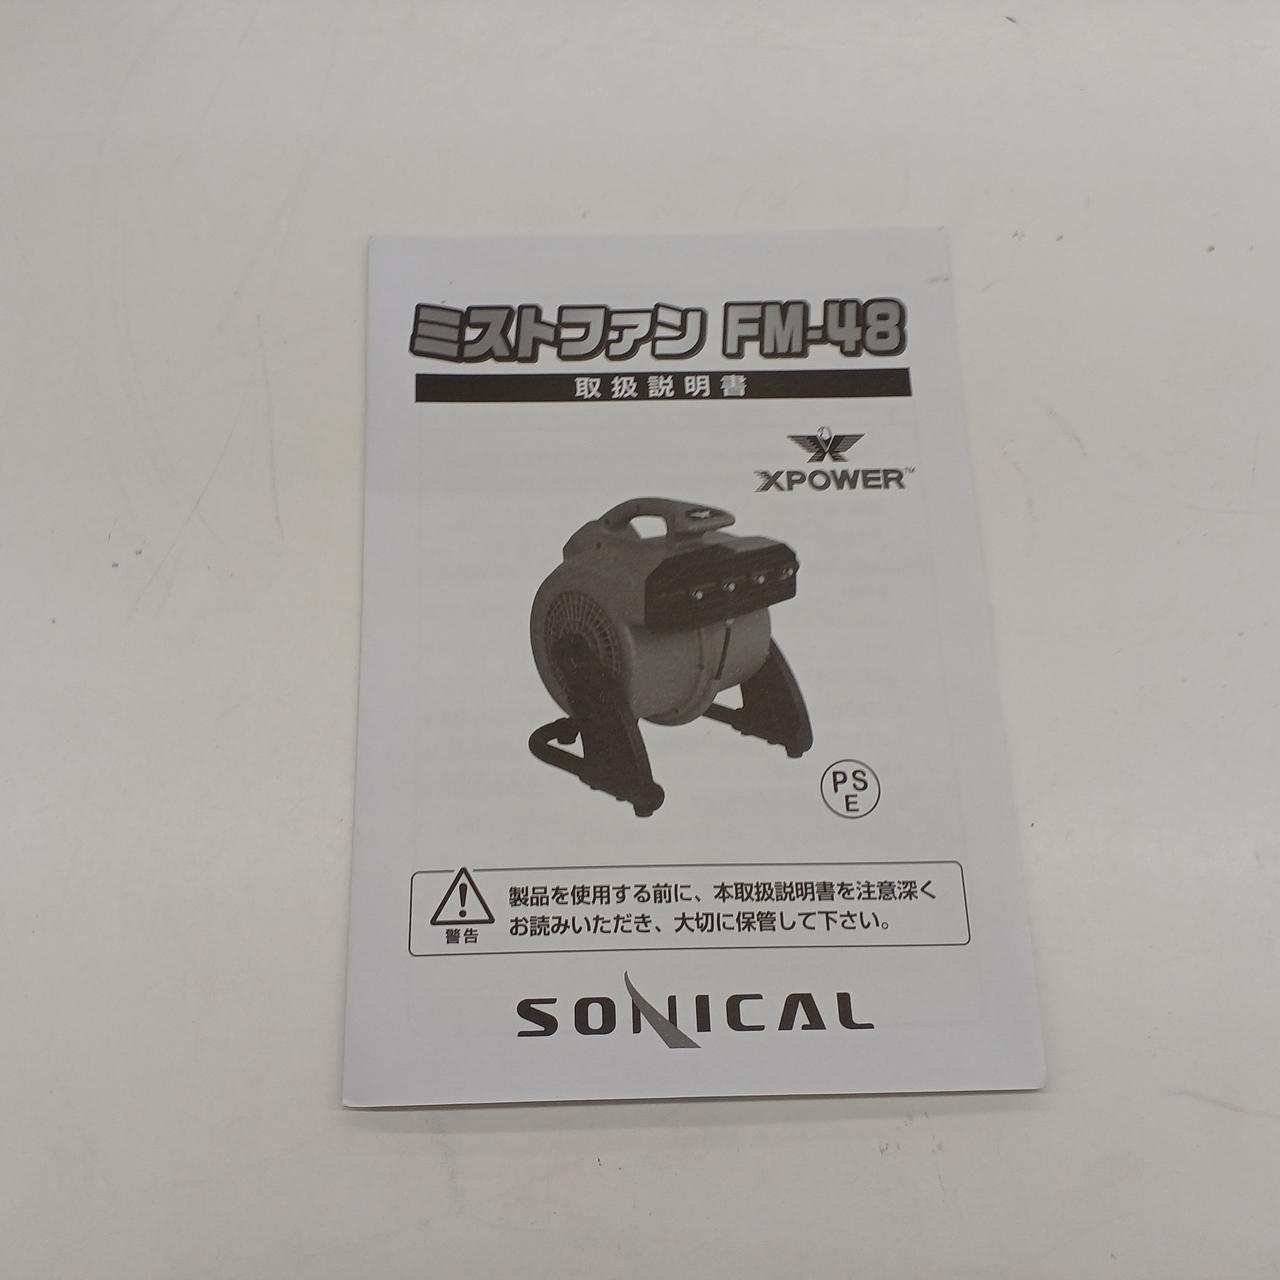 ミストファン FM-48
取扱説明書
XPOWER™
PS
E
製品を使用する前に、本取扱説明書を注意深く
お読みいただき、大切に保管して下さい。
警告
SONICAL